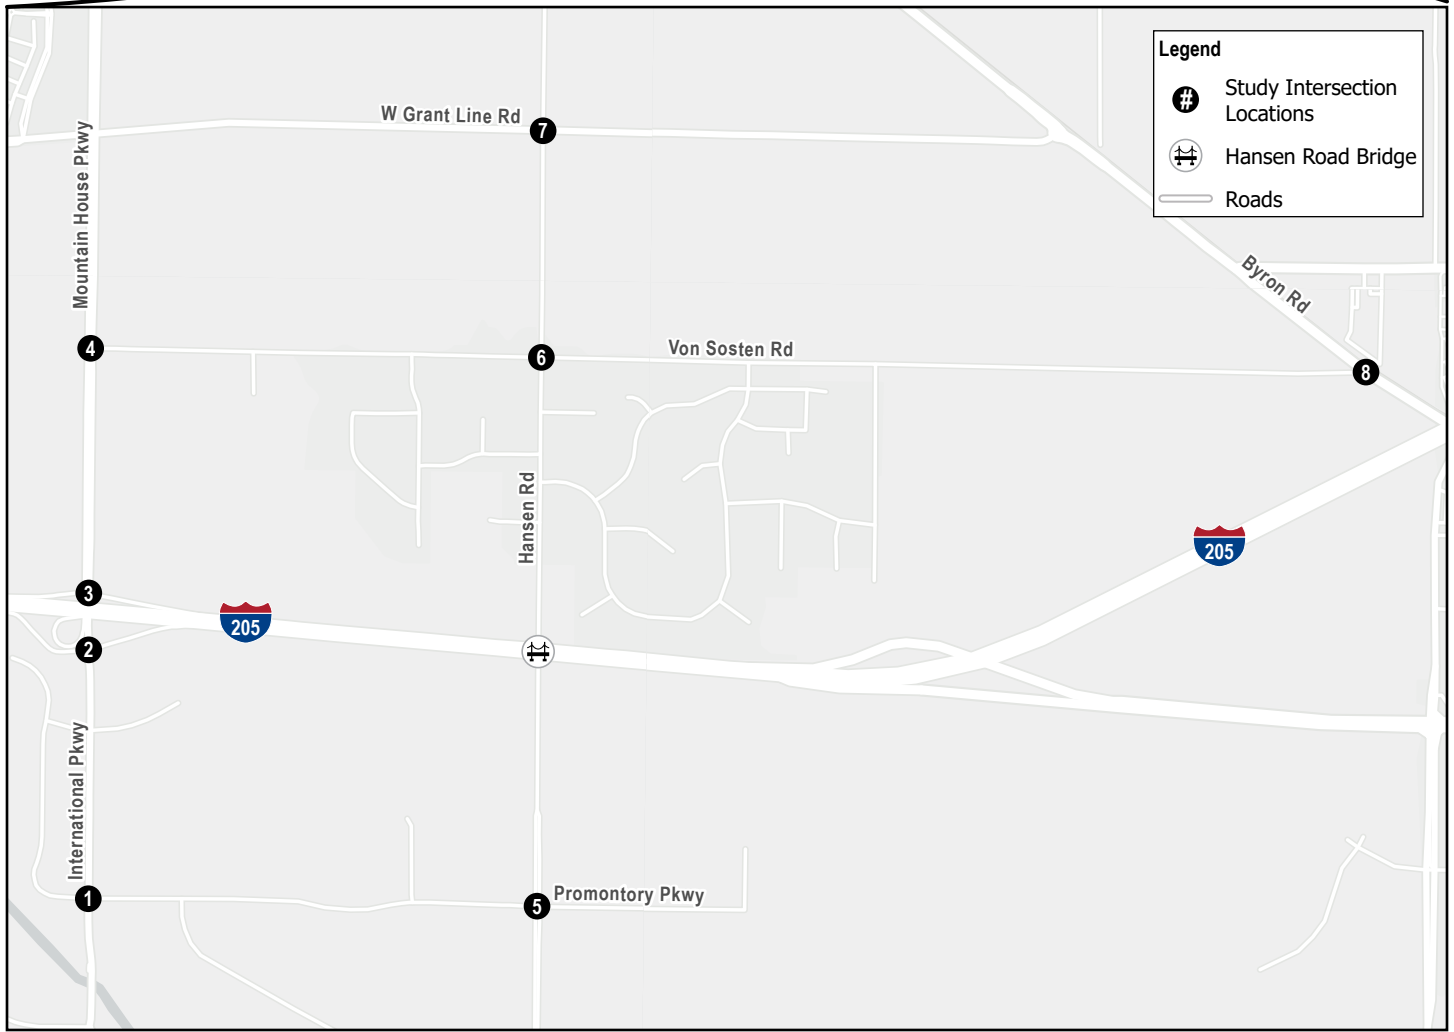 Legend
#
Study Intersection
Locations
Hansen Road Bridge
Roads
W Grant Line Rd
7
Mountain House Pkwy
Byron Rd
4
6
Von Sosten Rd
8
Hansen Rd
205
3
205
2
International Pkwy
1
5
Promontory Pkwy